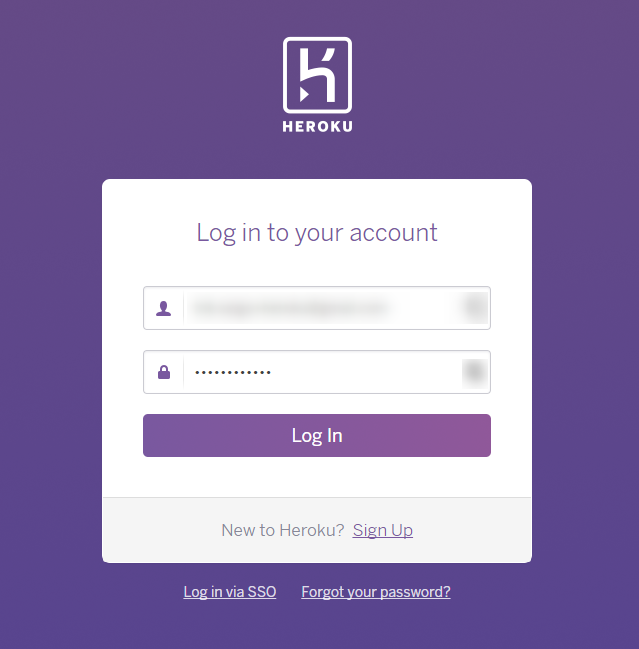 HEROKU
Log in to your account
••••••••••••
Log In
New to Heroku? Sign Up
Log in via SSO Forgot your password?